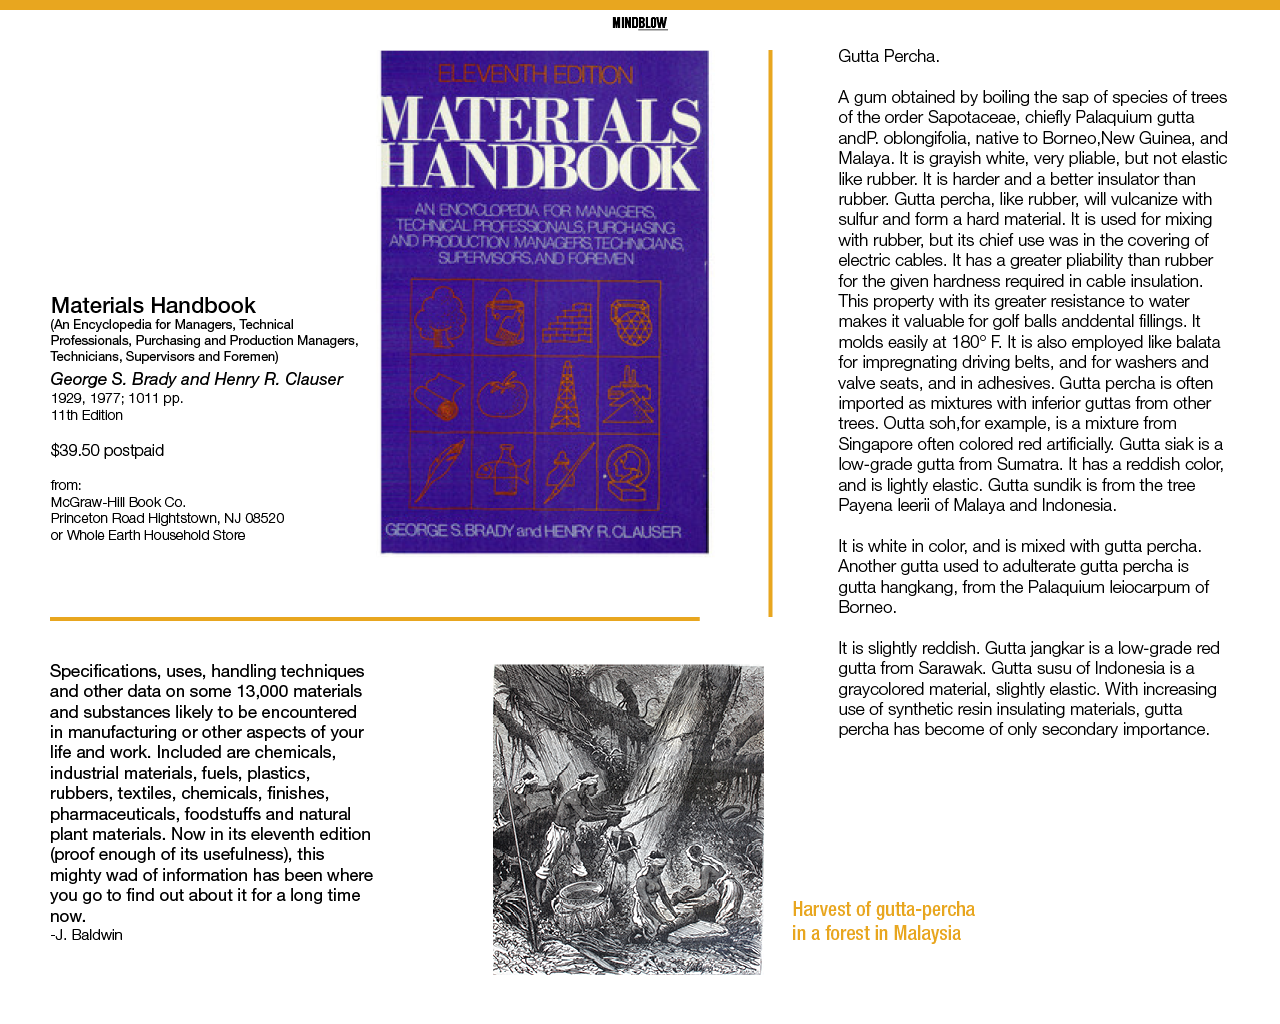 MINDBLOW
ELEVENTH EDITION
MATERIALS
HANDBOOK
AN ENCYCLOPEDIA FOR MANAGERS,
TECHNICAL PROFESSIONALS, PURCHASING
AND PRODUCTION MANAGERS, TECHNICIANS,
SUPERVISORS, AND FOREMEN
GEORGE S. BRADY and HENRY R. CLAUSER
Materials Handbook
(An Encyclopedia for Managers, Technical
Professionals, Purchasing and Production Managers,
Technicians, Supervisors and Foremen)
George S. Brady and Henry R. Clauser
1929, 1977; 1011 pp.
11th Edition
$39.50 postpaid
from:
McGraw-Hill Book Co.
Princeton Road Hightstown, NJ 08520
or Whole Earth Household Store
Specifications, uses, handling techniques
and other data on some 13,000 materials
and substances likely to be encountered
in manufacturing or other aspects of your
life and work. Included are chemicals,
industrial materials, fuels, plastics,
rubbers, textiles, chemicals, finishes,
pharmaceuticals, foodstuffs and natural
plant materials. Now in its eleventh edition
(proof enough of its usefulness), this
mighty wad of information has been where
you go to find out about it for a long time
now.
-J. Baldwin
Gutta Percha.
A gum obtained by boiling the sap of species of trees
of the order Sapotaceae, chiefly Palaquium gutta
andP. oblongifolia, native to Borneo,New Guinea, and
Malaya. It is grayish white, very pliable, but not elastic
like rubber. It is harder and a better insulator than
rubber. Gutta percha, like rubber, will vulcanize with
sulfur and form a hard material. It is used for mixing
with rubber, but its chief use was in the covering of
electric cables. It has a greater pliability than rubber
for the given hardness required in cable insulation.
This property with its greater resistance to water
makes it valuable for golf balls anddental fillings. It
molds easily at 180º F. It is also employed like balata
for impregnating driving belts, and for washers and
valve seats, and in adhesives. Gutta percha is often
imported as mixtures with inferior guttas from other
trees. Outta soh,for example, is a mixture from
Singapore often colored red artificially. Gutta siak is a
low-grade gutta from Sumatra. It has a reddish color,
and is lightly elastic. Gutta sundik is from the tree
Payena leerii of Malaya and Indonesia.
It is white in color, and is mixed with gutta percha.
Another gutta used to adulterate gutta percha is
gutta hangkang, from the Palaquium leiocarpum of
Borneo.
It is slightly reddish. Gutta jangkar is a low-grade red
gutta from Sarawak. Gutta susu of Indonesia is a
graycolored material, slightly elastic. With increasing
use of synthetic resin insulating materials, gutta
percha has become of only secondary importance.
Harvest of gutta-percha
in a forest in Malaysia